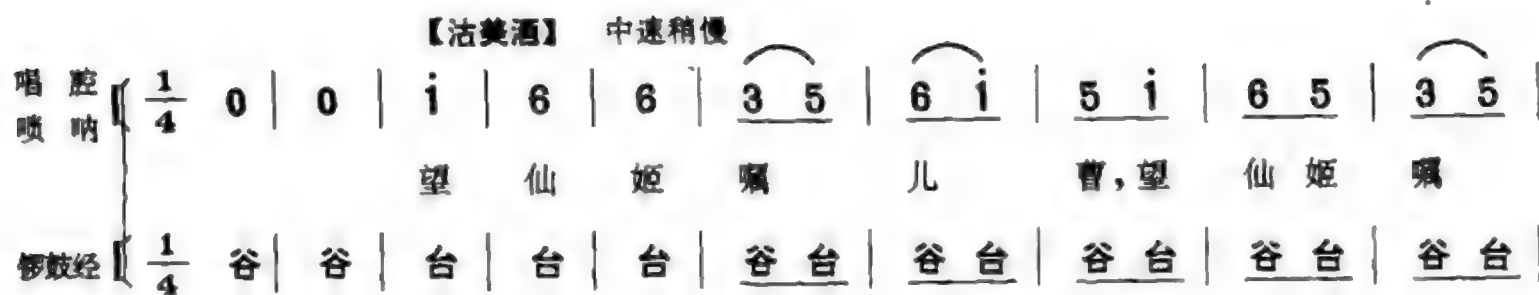 【沽美酒】 中速稍慢
唱腔
唢呐
1/4 0 | 0 | i̇ | 6 | 6 | 3 5 | 6 i̇ | 5 i̇ | 6 5 | 3 5 |
望 仙 姬 嘱 儿 曹,望 仙 姬 嘱
锣鼓经 1/4 谷 | 谷 | 台 | 台 | 台 | 谷 台 | 谷 台 | 谷 台 | 谷 台 | 谷 台 |